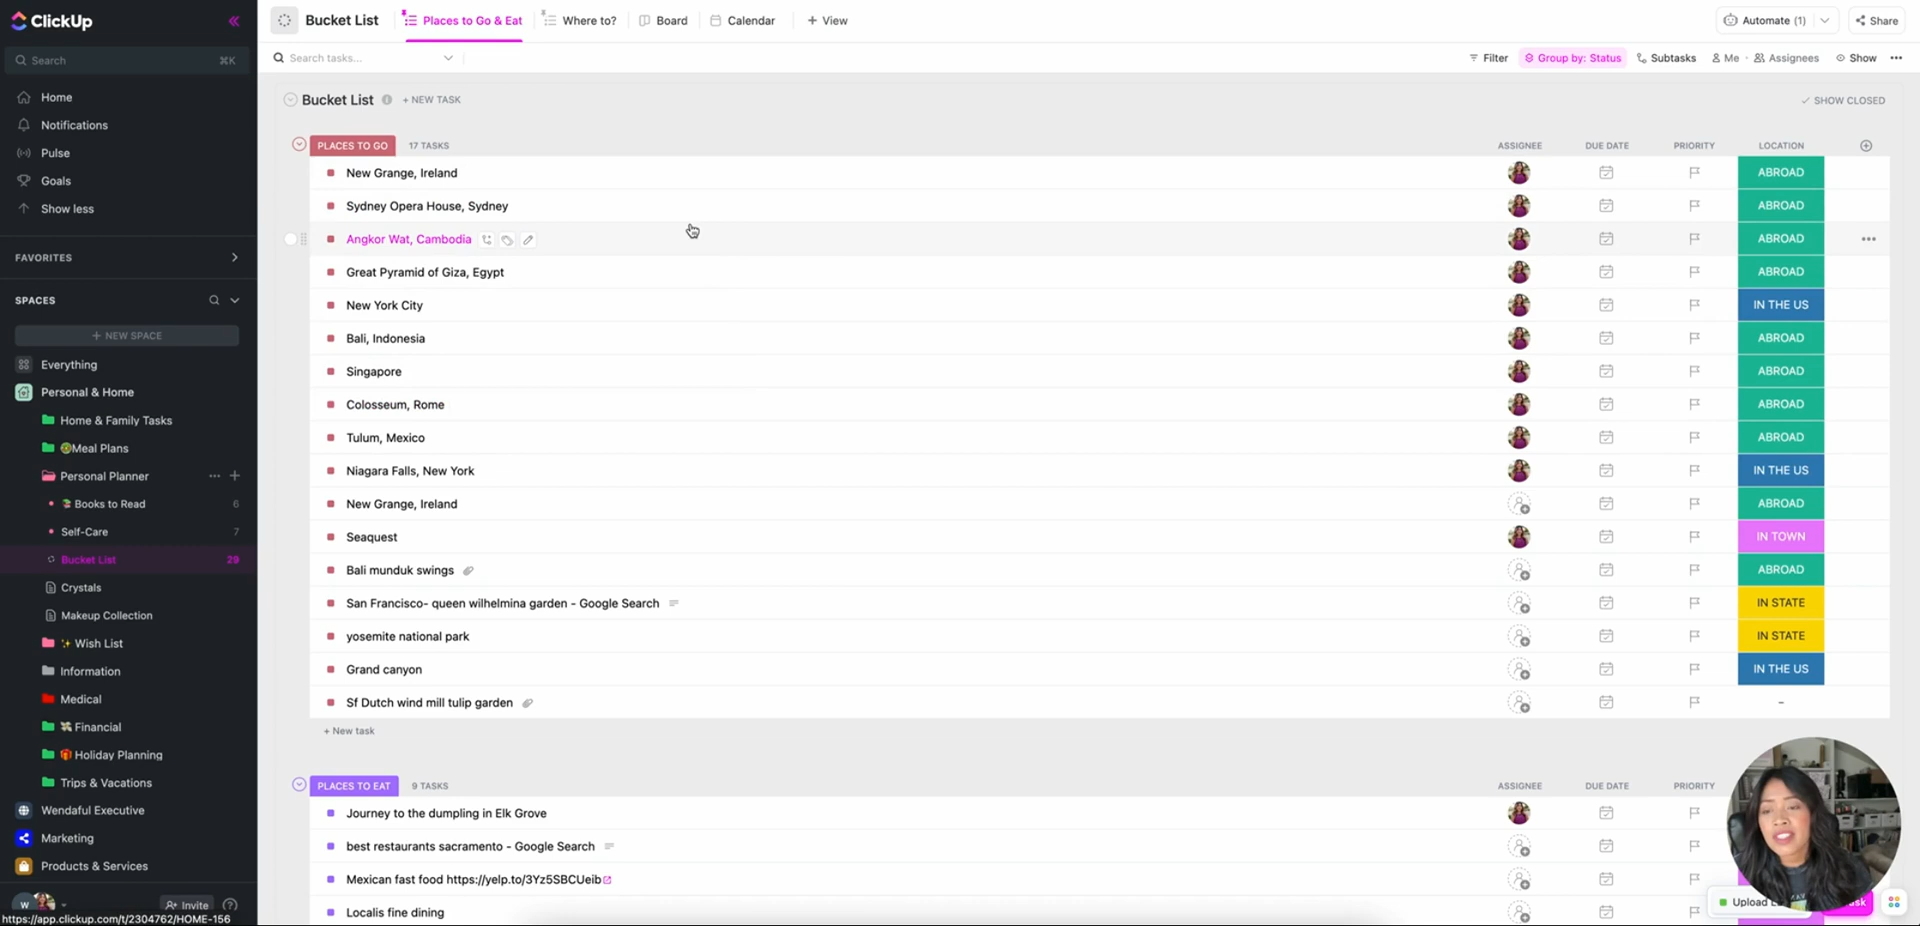 ClickUp
Search ⌘K
Home
Notifications
Pulse
Goals
Show less
FAVORITES
SPACES
+ NEW SPACE
Everything
Personal & Home
Home & Family Tasks
Meal Plans
Personal Planner
Books to Read 6
Self-Care 7
Bucket List 29
Crystals
Makeup Collection
Wish List
Information
Medical
Financial
Holiday Planning
Trips & Vacations
Wendaful Executive
Marketing
Products & Services
W
Invite
https://app.clickup.com/t/2304762/HOME-156
Bucket List Places to Go & Eat Where to? Board Calendar + View Automate (1) Share
Search tasks... Filter Group by: Status Subtasks Me Assignees Show
Bucket List + NEW TASK SHOW CLOSED
PLACES TO GO 17 TASKS ASSIGNEE DUE DATE PRIORITY LOCATION
New Grange, Ireland ABROAD
Sydney Opera House, Sydney ABROAD
Angkor Wat, Cambodia ABROAD
Great Pyramid of Giza, Egypt ABROAD
New York City IN THE US
Bali, Indonesia ABROAD
Singapore ABROAD
Colosseum, Rome ABROAD
Tulum, Mexico ABROAD
Niagara Falls, New York IN THE US
New Grange, Ireland ABROAD
Seaquest IN TOWN
Bali munduk swings ABROAD
San Francisco- queen wilhelmina garden - Google Search IN STATE
yosemite national park IN STATE
Grand canyon IN THE US
Sf Dutch wind mill tulip garden -
+ New task
PLACES TO EAT 9 TASKS ASSIGNEE DUE DATE PRIORITY
Journey to the dumpling in Elk Grove
best restaurants sacramento - Google Search
Mexican fast food https://yelp.to/3Yz5SBCUeib
Localis fine dining
Upload